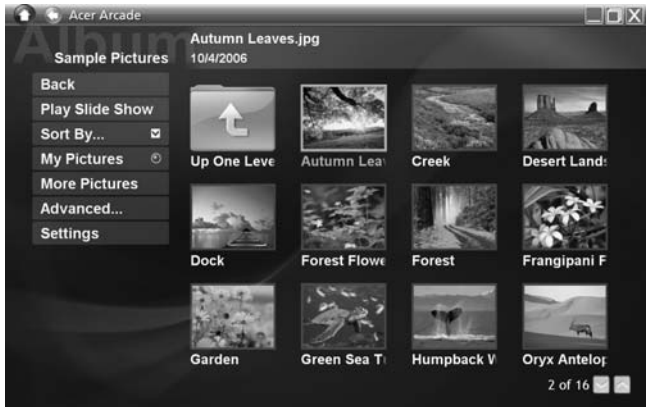 Acer Arcade
Album
Autumn Leaves.jpg
10/4/2006
Sample Pictures
Back
Play Slide Show
Sort By...
My Pictures
More Pictures
Advanced...
Settings
Up One Leve
Autumn Leav
Creek
Desert Lands
Dock
Forest Flowe
Forest
Frangipani F
Garden
Green Sea T
Humpback W
Oryx Antelop
2 of 16